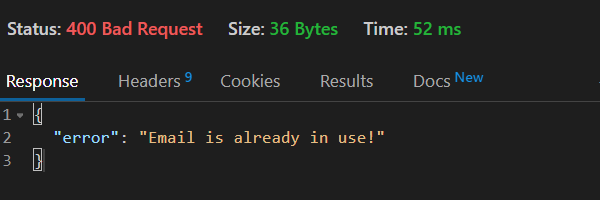 Status: 400 Bad Request Size: 36 Bytes Time: 52 ms
Response Headers 9 Cookies Results Docs New
1 {
2 "error": "Email is already in use!"
3 }